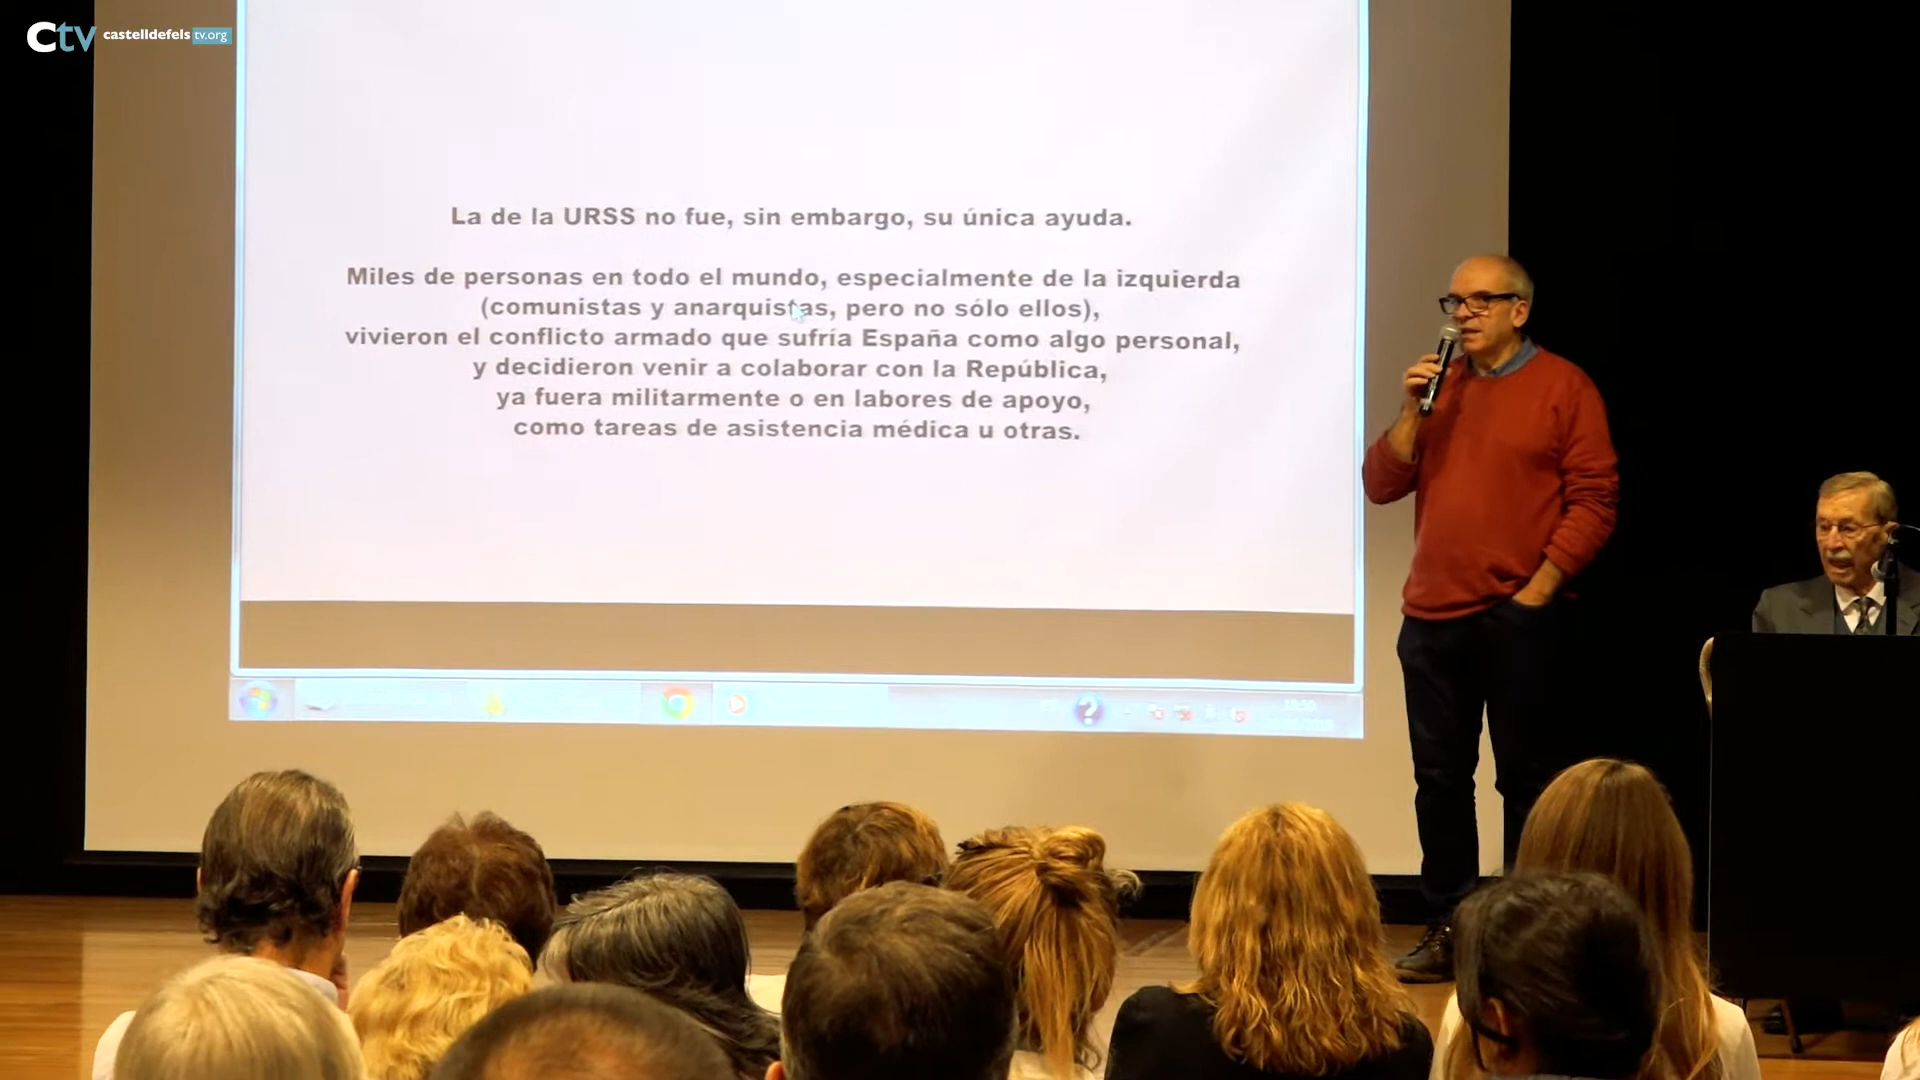 Ctv castelldefels tv.org
La de la URSS no fue, sin embargo, su única ayuda.
Miles de personas en todo el mundo, especialmente de la izquierda
(comunistas y anarquistas, pero no sólo ellos),
vivieron el conflicto armado que sufría España como algo personal,
y decidieron venir a colaborar con la República,
ya fuera militarmente o en labores de apoyo,
como tareas de asistencia médica u otras.